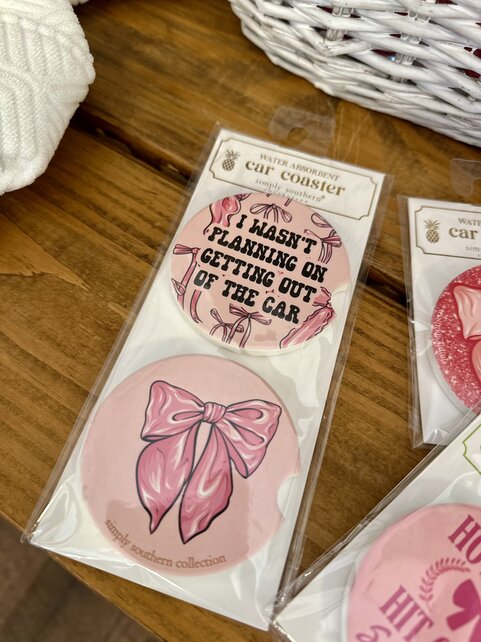 WATER ABSORBENT
car coaster
simply southern®
I WASN'T
PLANNING ON
GETTING OUT
OF THE CAR
simply southern collection
WATER
car co
sim
HO
HIT